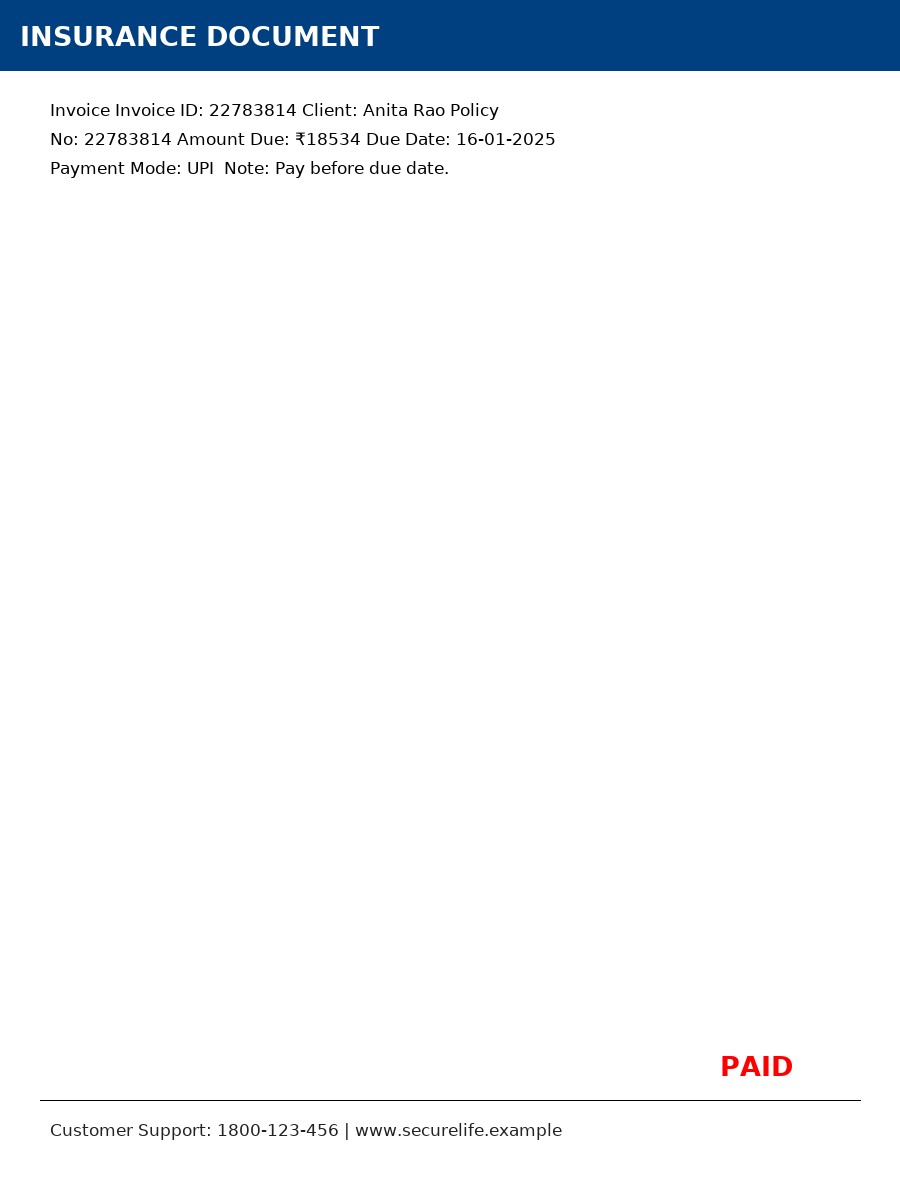 INSURANCE DOCUMENT
Invoice Invoice ID: 22783814 Client: Anita Rao Policy
No: 22783814 Amount Due: ₹18534 Due Date: 16-01-2025
Payment Mode: UPI  Note: Pay before due date.
PAID
Customer Support: 1800-123-456 | www.securelife.example